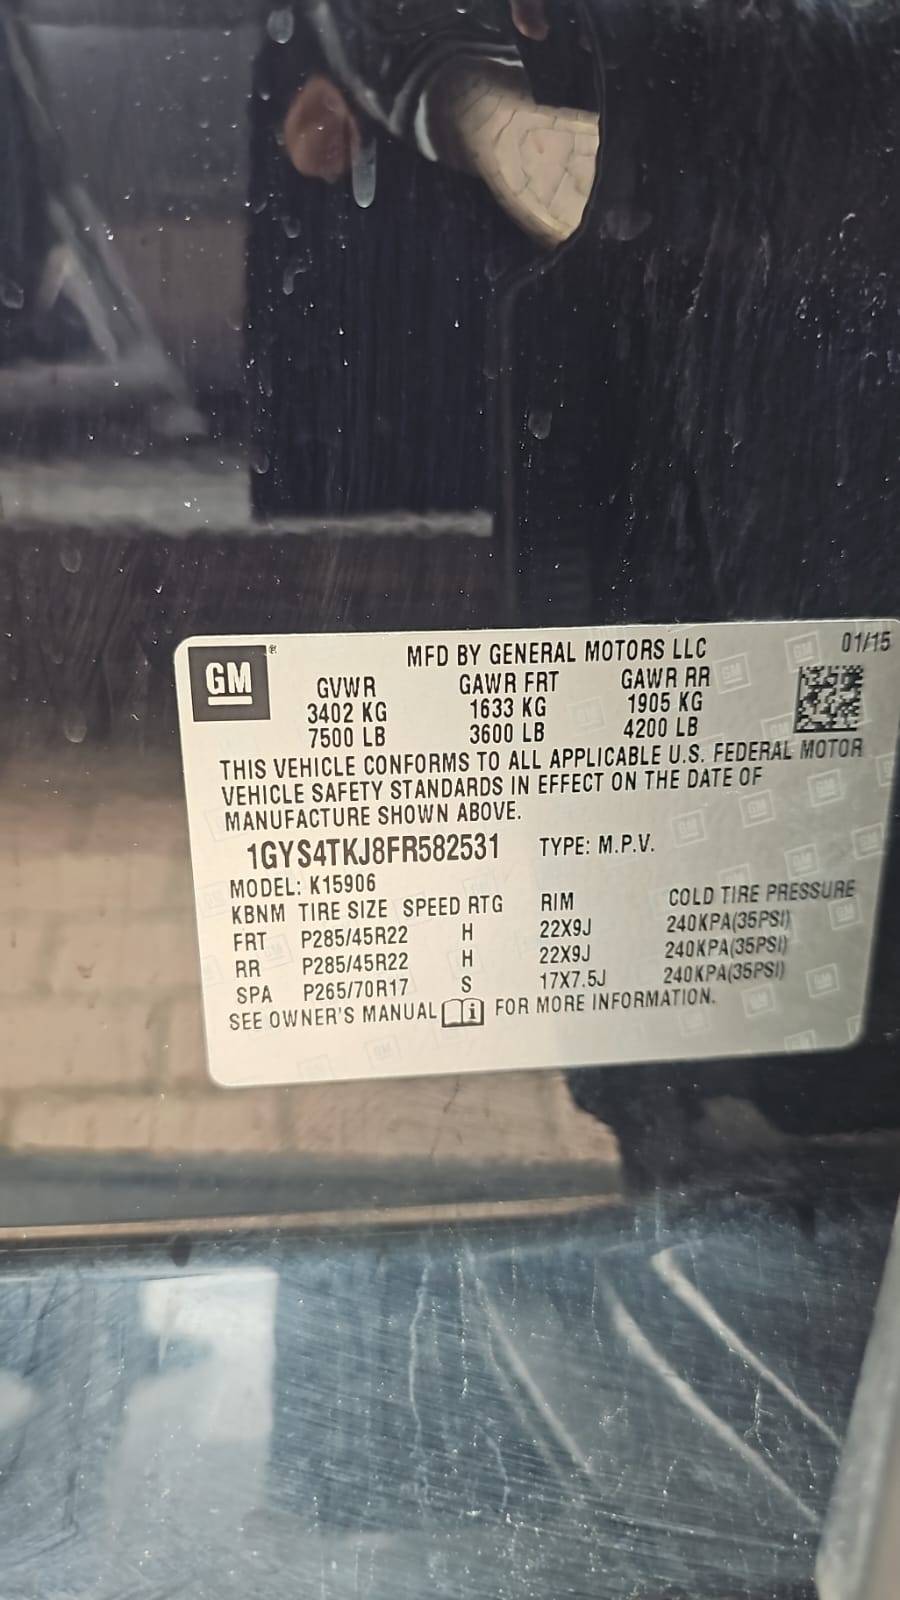 GM ®
MFD BY GENERAL MOTORS LLC 01/15
GVWR GAWR FRT GAWR RR
3402 KG 1633 KG 1905 KG
7500 LB 3600 LB 4200 LB
THIS VEHICLE CONFORMS TO ALL APPLICABLE U.S. FEDERAL MOTOR
VEHICLE SAFETY STANDARDS IN EFFECT ON THE DATE OF
MANUFACTURE SHOWN ABOVE.
1GYS4TKJ8FR582531 TYPE: M.P.V.
MODEL: K15906
KBNM TIRE SIZE SPEED RTG RIM COLD TIRE PRESSURE
FRT P285/45R22 H 22X9J 240KPA(35PSI)
RR P285/45R22 H 22X9J 240KPA(35PSI)
SPA P265/70R17 S 17X7.5J 240KPA(35PSI)
SEE OWNER'S MANUAL i FOR MORE INFORMATION.